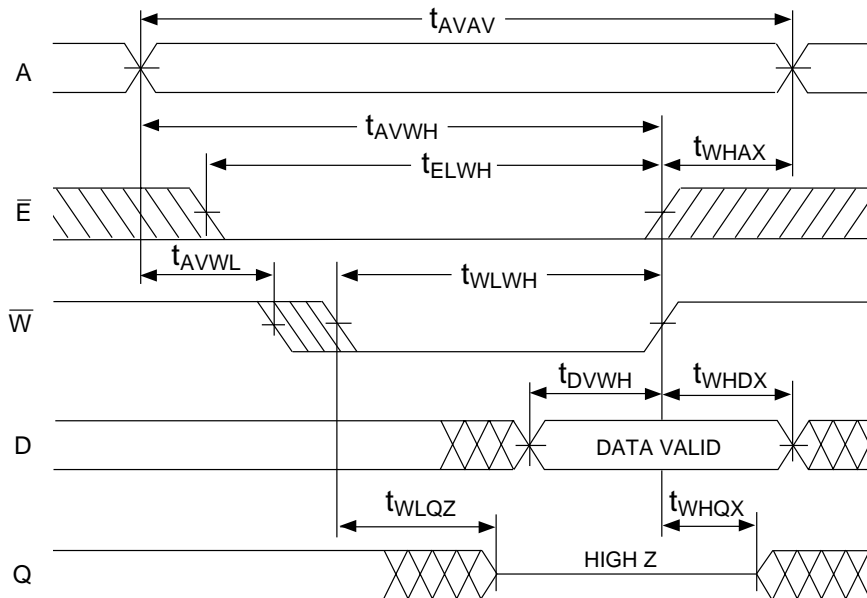 tAVAV
A
tAVWH
tWHAX
tELWH
E̅
tAVWL
tWLWH
W̅
tDVWH
tWHDX
D
DATA VALID
tWLQZ
tWHQX
HIGH Z
Q